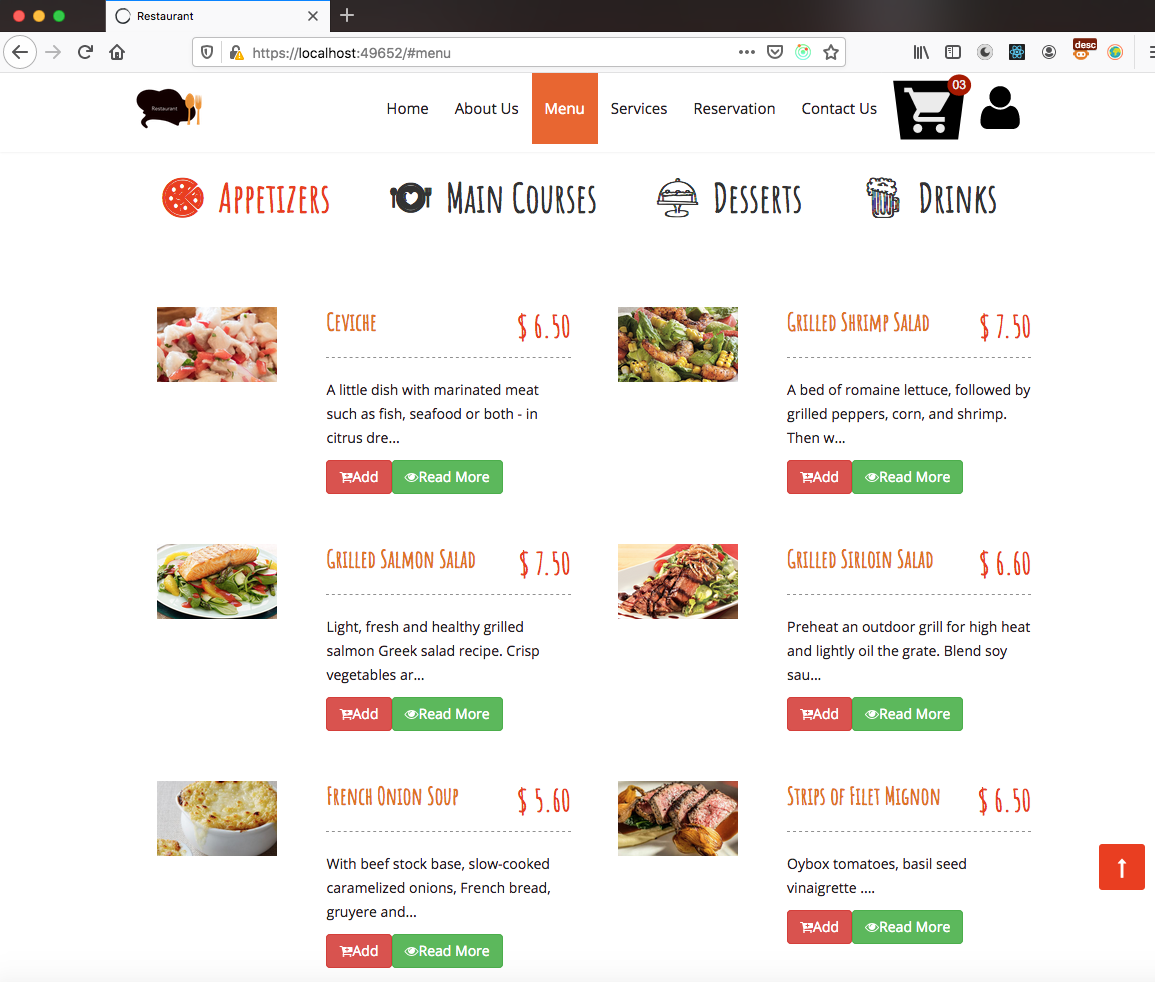 Restaurant
https://localhost:49652/#menu
desc
Restaurant
Home
About Us
Menu
Services
Reservation
Contact Us
03
Appetizers
Main Courses
Desserts
Drinks
Ceviche
$ 6.50
A little dish with marinated meat
such as fish, seafood or both - in
citrus dre...
Add
Read More
Grilled Shrimp Salad
$ 7.50
A bed of romaine lettuce, followed by
grilled peppers, corn, and shrimp.
Then w...
Add
Read More
Grilled Salmon Salad
$ 7.50
Light, fresh and healthy grilled
salmon Greek salad recipe. Crisp
vegetables ar...
Add
Read More
Grilled Sirloin Salad
$ 6.60
Preheat an outdoor grill for high heat
and lightly oil the grate. Blend soy
sau...
Add
Read More
French Onion Soup
$ 5.60
With beef stock base, slow-cooked
caramelized onions, French bread,
gruyere and...
Add
Read More
Strips of Filet Mignon
$ 6.50
Oybox tomatoes, basil seed
vinaigrette ....
Add
Read More